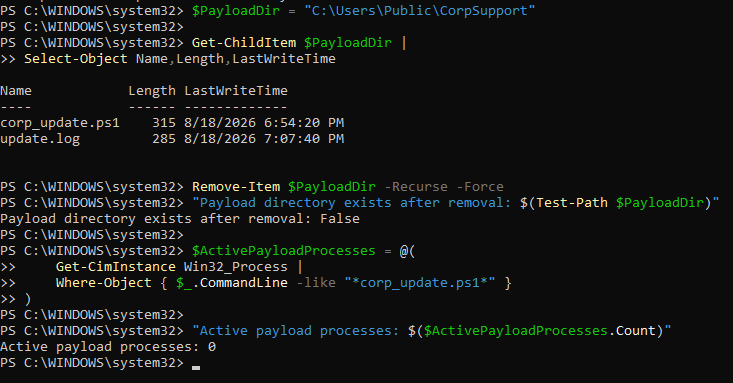 PS C:\WINDOWS\system32> $PayloadDir = "C:\Users\Public\CorpSupport"
PS C:\WINDOWS\system32>
PS C:\WINDOWS\system32> Get-ChildItem $PayloadDir |
>> Select-Object Name,Length,LastWriteTime

Name            Length LastWriteTime
----            ------ -------------
corp_update.ps1    315 8/18/2026 6:54:20 PM
update.log         285 8/18/2026 7:07:40 PM


PS C:\WINDOWS\system32> Remove-Item $PayloadDir -Recurse -Force
PS C:\WINDOWS\system32> "Payload directory exists after removal: $(Test-Path $PayloadDir)"
Payload directory exists after removal: False
PS C:\WINDOWS\system32>
PS C:\WINDOWS\system32> $ActivePayloadProcesses = @(
>>     Get-CimInstance Win32_Process |
>>     Where-Object { $_.CommandLine -like "*corp_update.ps1*" }
>> )
PS C:\WINDOWS\system32>
PS C:\WINDOWS\system32> "Active payload processes: $($ActivePayloadProcesses.Count)"
Active payload processes: 0
PS C:\WINDOWS\system32> _